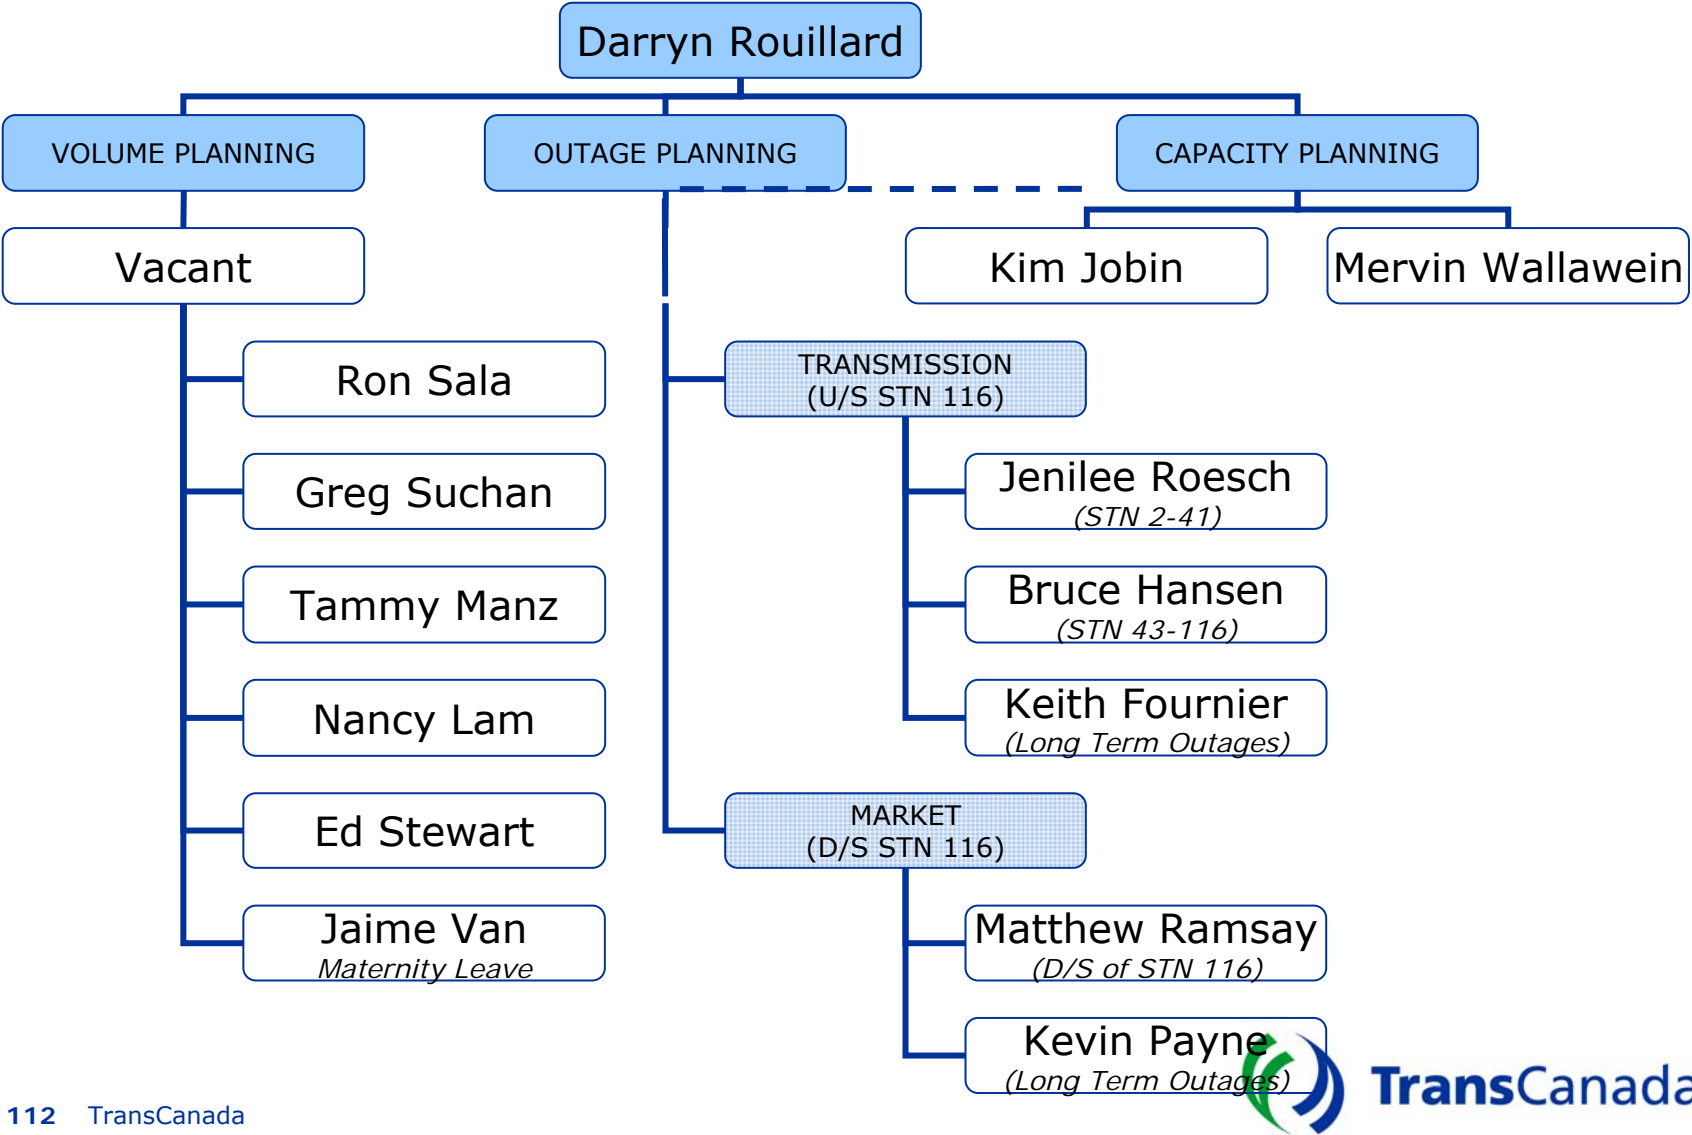 Darryn Rouillard
VOLUME PLANNING
OUTAGE PLANNING
CAPACITY PLANNING
Vacant
Kim Jobin
Mervin Wallawein
Ron Sala
Greg Suchan
Tammy Manz
Nancy Lam
Ed Stewart
Jaime Van
Maternity Leave
TRANSMISSION
(U/S STN 116)
Jenilee Roesch
(STN 2-41)
Bruce Hansen
(STN 43-116)
Keith Fournier
(Long Term Outages)
MARKET
(D/S STN 116)
Matthew Ramsay
(D/S of STN 116)
Kevin Payne
(Long Term Outages)
112 TransCanada
TransCanada